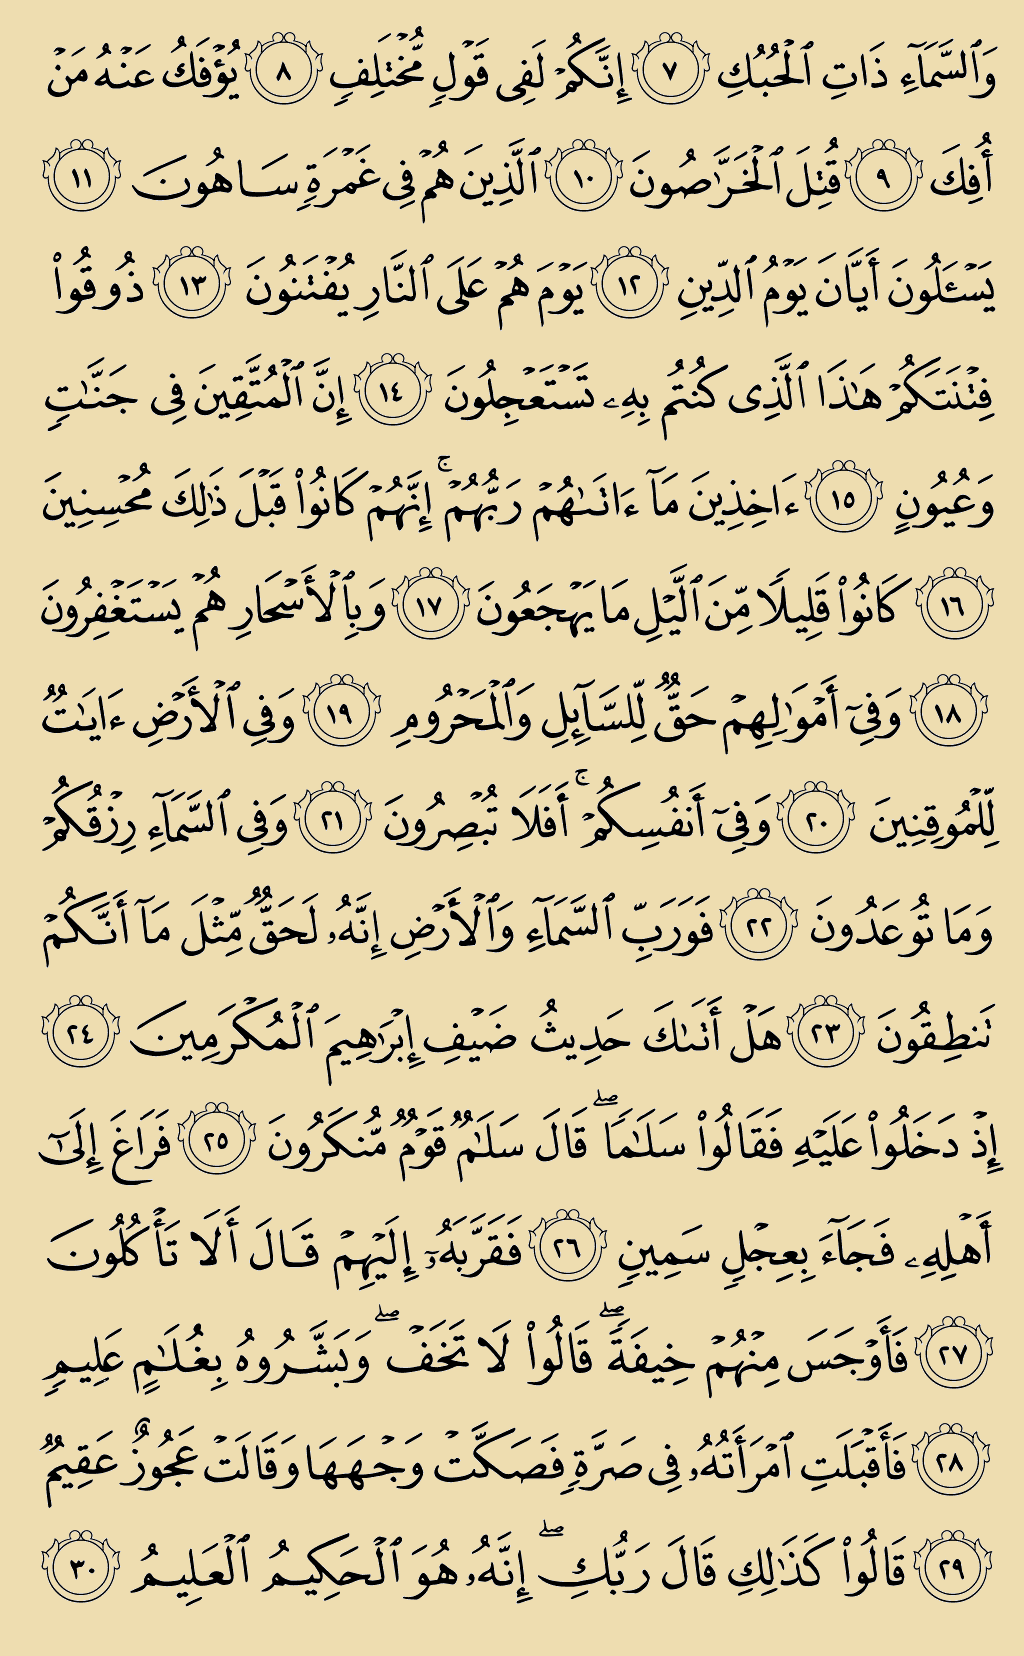 وَٱلسَّمَآءِ ذَاتِ ٱلْحُبُكِ ٧ إِنَّكُمْ لَفِى قَوْلٍ مُّخْتَلِفٍ ٨ يُؤْفَكُ عَنْهُ مَنْ
أُفِكَ ٩ قُتِلَ ٱلْخَرَّٰصُونَ ١٠ ٱلَّذِينَ هُمْ فِى غَمْرَةٍ سَاهُونَ ١١
يَسْـَٔلُونَ أَيَّانَ يَوْمُ ٱلدِّينِ ١٢ يَوْمَ هُمْ عَلَى ٱلنَّارِ يُفْتَنُونَ ١٣ ذُوقُوا۟
فِتْنَتَكُمْ هَٰذَا ٱلَّذِى كُنتُم بِهِۦ تَسْتَعْجِلُونَ ١٤ إِنَّ ٱلْمُتَّقِينَ فِى جَنَّٰتٍ
وَعُيُونٍ ١٥ ءَاخِذِينَ مَآ ءَاتَىٰهُمْ رَبُّهُمْ ۚ إِنَّهُمْ كَانُوا۟ قَبْلَ ذَٰلِكَ مُحْسِنِينَ
١٦ كَانُوا۟ قَلِيلًا مِّنَ ٱلَّيْلِ مَا يَهْجَعُونَ ١٧ وَبِٱلْأَسْحَارِ هُمْ يَسْتَغْفِرُونَ
١٨ وَفِىٓ أَمْوَٰلِهِمْ حَقٌّ لِّلسَّآئِلِ وَٱلْمَحْرُومِ ١٩ وَفِى ٱلْأَرْضِ ءَايَٰتٌ
لِّلْمُوقِنِينَ ٢٠ وَفِىٓ أَنفُسِكُمْ ۚ أَفَلَا تُبْصِرُونَ ٢١ وَفِى ٱلسَّمَآءِ رِزْقُكُمْ
وَمَا تُوعَدُونَ ٢٢ فَوَرَبِّ ٱلسَّمَآءِ وَٱلْأَرْضِ إِنَّهُۥ لَحَقٌّ مِّثْلَ مَآ أَنَّكُمْ
تَنطِقُونَ ٢٣ هَلْ أَتَىٰكَ حَدِيثُ ضَيْفِ إِبْرَٰهِيمَ ٱلْمُكْرَمِينَ ٢٤
إِذْ دَخَلُوا۟ عَلَيْهِ فَقَالُوا۟ سَلَٰمًا ۖ قَالَ سَلَٰمٌ قَوْمٌ مُّنكَرُونَ ٢٥ فَرَاغَ إِلَىٰٓ
أَهْلِهِۦ فَجَآءَ بِعِجْلٍ سَمِينٍ ٢٦ فَقَرَّبَهُۥٓ إِلَيْهِمْ قَالَ أَلَا تَأْكُلُونَ
٢٧ فَأَوْجَسَ مِنْهُمْ خِيفَةً ۖ قَالُوا۟ لَا تَخَفْ ۖ وَبَشَّرُوهُ بِغُلَٰمٍ عَلِيمٍ
٢٨ فَأَقْبَلَتِ ٱمْرَأَتُهُۥ فِى صَرَّةٍ فَصَكَّتْ وَجْهَهَا وَقَالَتْ عَجُوزٌ عَقِيمٌ
٢٩ قَالُوا۟ كَذَٰلِكِ قَالَ رَبُّكِ ۖ إِنَّهُۥ هُوَ ٱلْحَكِيمُ ٱلْعَلِيمُ ٣٠